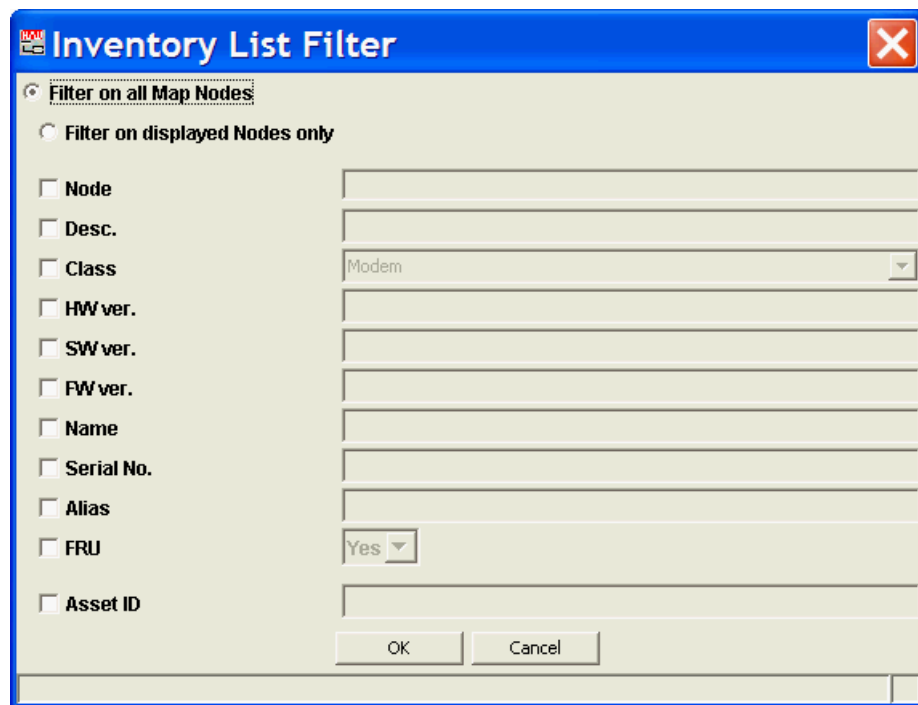 Inventory List Filter
Filter on all Map Nodes
Filter on displayed Nodes only
Node
Desc.
Class Modem
HW ver.
SW ver.
FW ver.
Name
Serial No.
Alias
FRU Yes
Asset ID
OK Cancel